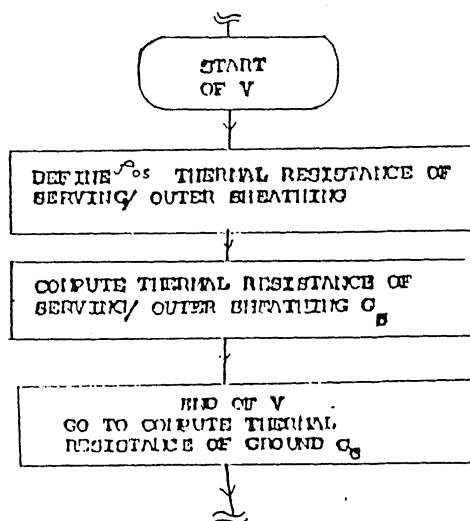 START
OF V
DEFINE ρos THERMAL RESISTANCE OF
SERVING/ OUTER SHEATHING
COMPUTE THERMAL RESISTANCE OF
SERVING/ OUTER SHEATHING G
END OF V
GO TO COMPUTE THERMAL
RESISTANCE OF GROUND G